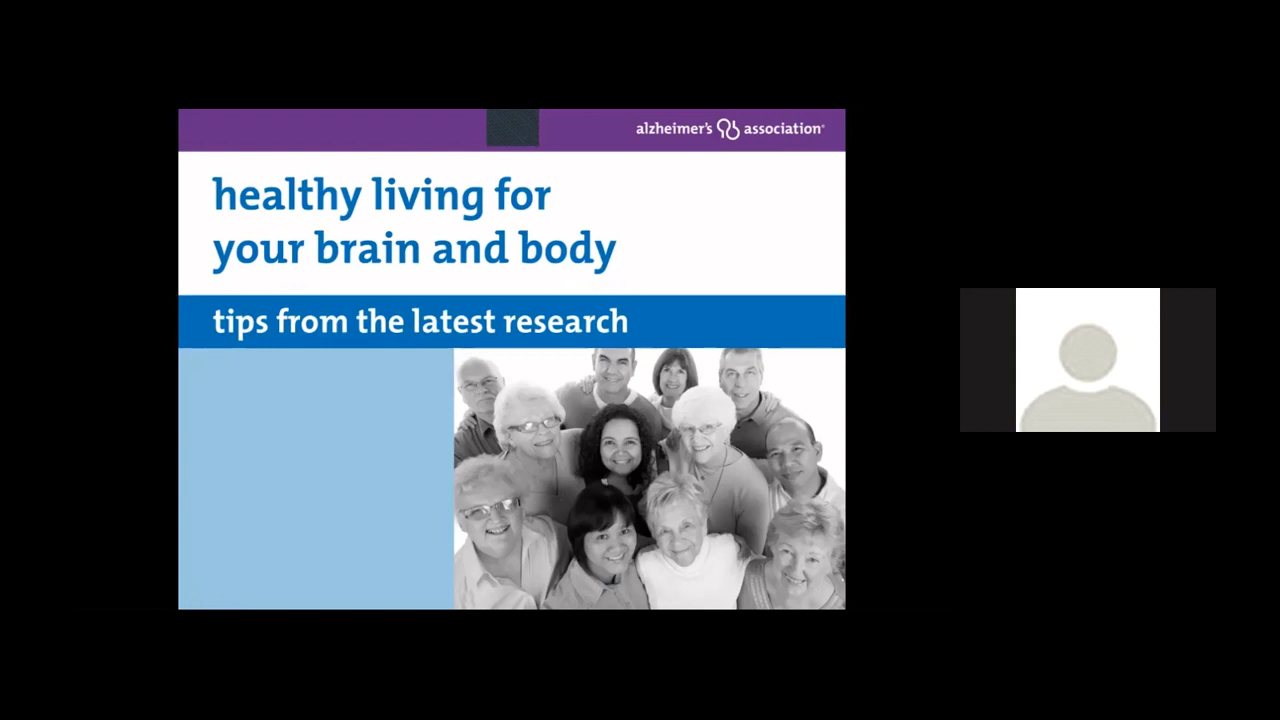 alzheimer's association®
healthy living for
your brain and body
tips from the latest research